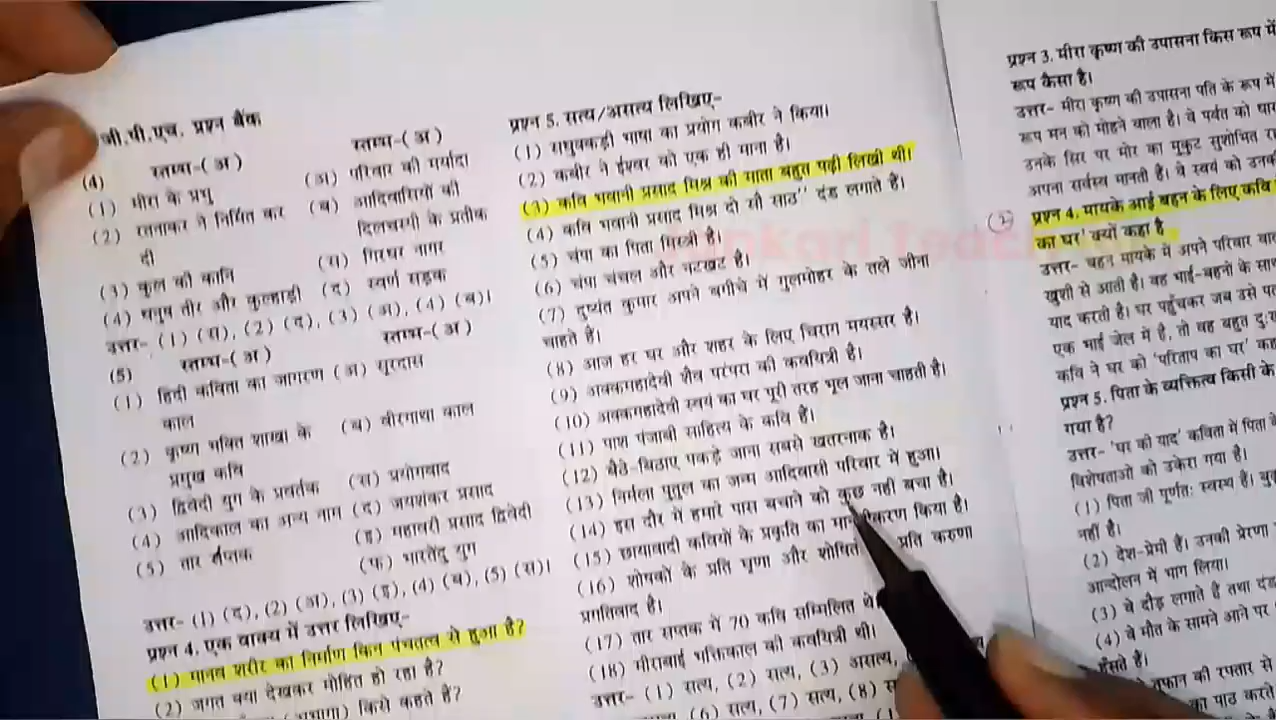 जी.पी.एच. प्रश्न बैंक
(4) स्तम्भ-(अ) स्तम्भ-(अ)
(1) मीरा के प्रभु (अ) परिवार की मर्यादा
(2) रतनाकर ने निर्मित कर (ब) आदिवासियों की
दी दिलचस्पी के प्रतीक
(स) गिरधर नागर
(3) कुल की कानि (द) स्वर्ण सड़क
(4) धनुष तीर और कुल्हाड़ी
उत्तर- (1) (स), (2) (द), (3) (अ), (4) (ब)।
(5) स्तम्भ-(अ) स्तम्भ-(अ)
(1) हिंदी कविता का जागरण (अ) सूरदास
काल
(2) कृष्ण भक्ति शाखा के (ब) वीरगाथा काल
प्रमुख कवि
(3) द्विवेदी युग के प्रवर्तक (स) प्रयोगवाद
(4) आदिकाल का अन्य नाम (द) जयशंकर प्रसाद
(5) तार सप्तक (इ) महावीर प्रसाद द्विवेदी
(फ) भारतेंदु युग
उत्तर- (1) (द), (2) (अ), (3) (इ), (4) (ब), (5) (स)।
प्रश्न 4. एक वाक्य में उत्तर लिखिए-
(1) मानव शरीर का निर्माण किन पंचतत्व से हुआ है?
(2) जगत क्या देखकर मोहित हो रहा है?
किसे कहते है?
प्रश्न 5. सत्य/असत्य लिखिए-
(1) सधुक्कड़ी भाषा का प्रयोग कबीर ने किया।
(2) कबीर ने ईश्वर को एक ही माना है।
(3) कवि भवानी प्रसाद मिश्र की माता बहुत पढ़ी लिखी थी।
(4) कवि भवानी प्रसाद मिश्र दो सौ साठ" दंड लगाते है।
(5) चंपा का पिता मिस्त्री है।
(6) चंपा चंचल और नटखट है।
(7) दुष्यंत कुमार अपने बगीचे में गुलमोहर के तले जीना
चाहते है।
(8) आज हर घर और शहर के लिए चिराग मयस्सर है।
(9) अक्कमहादेवी शैव परंपरा की कवयित्री है।
(10) अक्कमहादेवी स्वयं का घर पूरी तरह भूल जाना चाहती है।
(11) पाश पंजाबी साहित्य के कवि है।
(12) बैठे-बिठाए पकड़े जाना सबसे खतरनाक है।
(13) निर्मला पुतुल का जन्म आदिवासी परिवार में हुआ।
(14) इस दौर में हमारे पास बचाने को कुछ नही बचा है।
(15) छायावादी कवियों के प्रकृति का किया है।
(16) शोषकों के प्रति घृणा और शोषित प्रति करुणा
प्रगतिवाद है।
(17) तार सप्तक में 70 कवि सम्मिलित थे।
(18) मीराबाई भक्तिकाल की कवयित्री थी।
उत्तर- (1) सत्य, (2) सत्य, (3) असत्य,
(6) सत्य, (7) सत्य, (8)
प्रश्न 3. मीरा कृष्ण की उपासना किस रूप में
रूप कैसा है।
उत्तर- मीरा कृष्ण की उपासना पति के रूप में
रूप मन को मोहने वाला है। वे पर्वत को
उनके सिर पर मोर का मुकुट सुशोभित
अपना सर्वस्व मानती है। वे स्वयं को
प्रश्न 4. मायके आई बहन के लिए कवि
का घर' क्यों कहा है
उत्तर- बहन मायके में अपने परिवार
खुशी से आती है। वह भाई-बहनों के
याद करती है। घर पहुँचकर जब उसे
एक भाई जेल में है, तो वह बहुत
कवि ने घर को 'परिताप का घर'
प्रश्न 5. पिता के व्यक्तित्व किसी
गया है?
उत्तर- 'घर की याद' कविता में पिता
विशेषताओं को उकेरा गया है।
(1) पिता जी पूर्णतः स्वस्थ हैं।
नहीं है।
(2) देश-प्रेमी हैं। उनकी प्रेरणा
आन्दोलन में भाग लिया।
(3) वे दौड़ लगाते हैं तथा दंड
(4) वे मौत के सामने आने पर
हँसते है।
तूफान की रफ्तार से
का पाठ करते